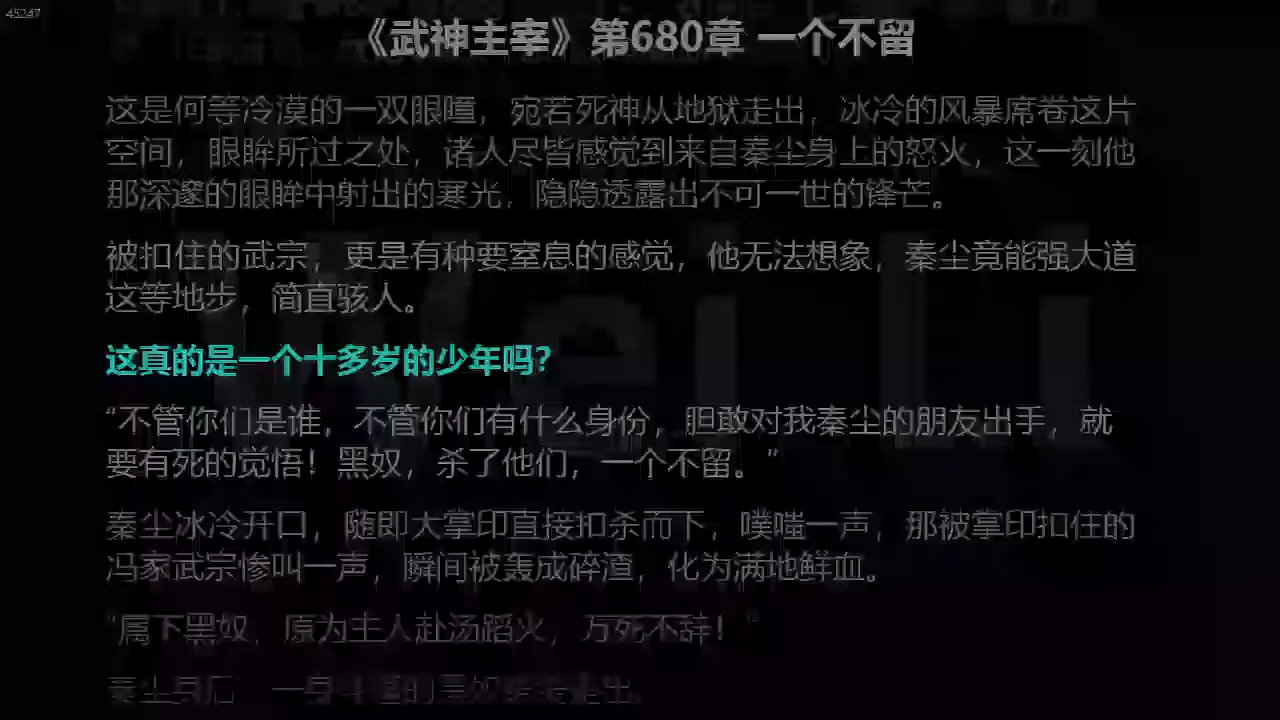 45247
《武神主宰》第680章 一个不留
这是何等冷漠的一双眼瞳，宛若死神从地狱走出，冰冷的风暴席卷这片
空间，眼眸所过之处，诸人尽皆感觉到来自秦尘身上的怒火，这一刻他
那深邃的眼眸中射出的寒光，隐隐透露出不可一世的锋芒。
被扣住的武宗，更是有种要窒息的感觉，他无法想象，秦尘竟能强大道
这等地步，简直骇人。
这真的是一个十多岁的少年吗？
“不管你们是谁，不管你们有什么身份，胆敢对我秦尘的朋友出手，就
要有死的觉悟！黑奴，杀了他们，一个不留。”
秦尘冰冷开口，随即大掌印直接扣杀而下，噗嗤一声，那被掌印扣住的
冯家武宗惨叫一声，瞬间被轰成碎渣，化为满地鲜血。
“属下黑奴，原为主人赴汤蹈火，万死不辞！”
秦尘身后，一身斗篷的黑奴